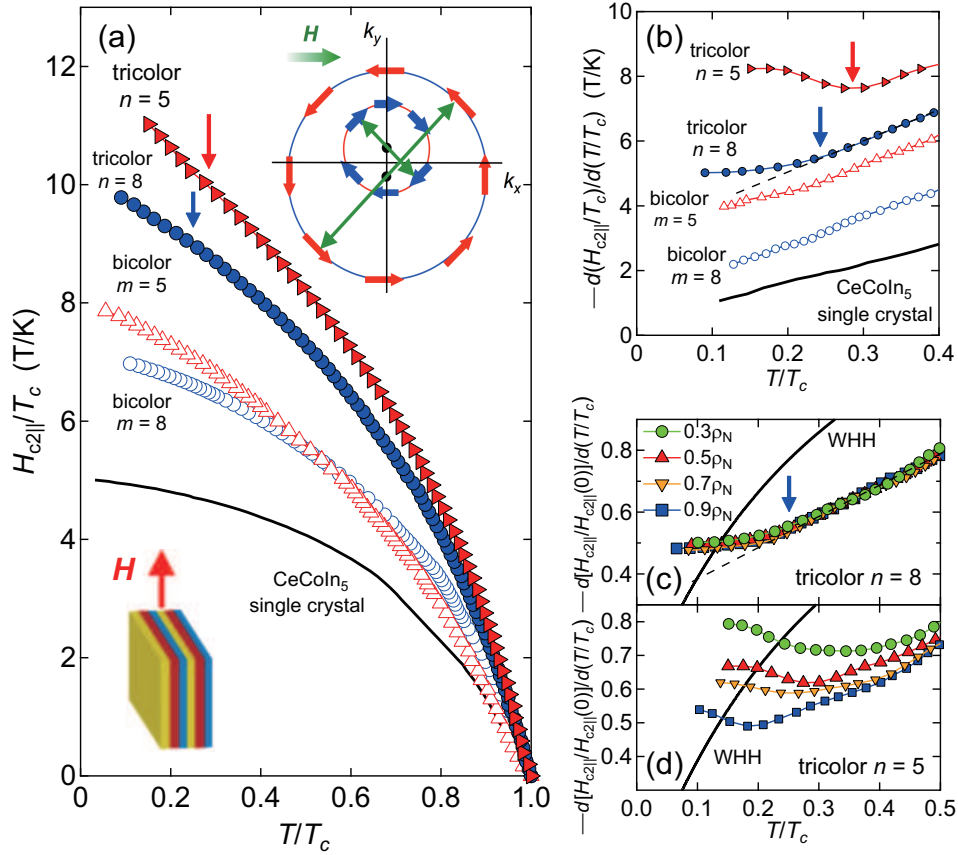 (a)
H
k_y
k_x
12
10
8
6
4
2
0
H_c2||/T_c (T/K)
tricolor
n = 5
tricolor
n = 8
bicolor
m = 5
bicolor
m = 8
CeCoIn₅
single crystal
H
0
0.2
0.4
0.6
0.8
1.0
T/T_c
(b)
10
8
6
4
2
0
—d(H_c2||/T_c)/d(T/T_c) (T/K)
tricolor
n = 5
tricolor
n = 8
bicolor
m = 5
bicolor
m = 8
CeCoIn₅
single crystal
0
0.1
0.2
0.3
0.4
T/T_c
0.8
0.6
0.4
—d[H_c2||/H_c2||(0)]/d(T/T_c)
0.3ρ_N
0.5ρ_N
0.7ρ_N
0.9ρ_N
WHH
(c)
tricolor n = 8
0.8
0.7
0.6
0.5
0.4
—d[H_c2||/H_c2||(0)]/d(T/T_c)
WHH
(d)
tricolor n = 5
0
0.1
0.2
0.3
0.4
0.5
T/T_c